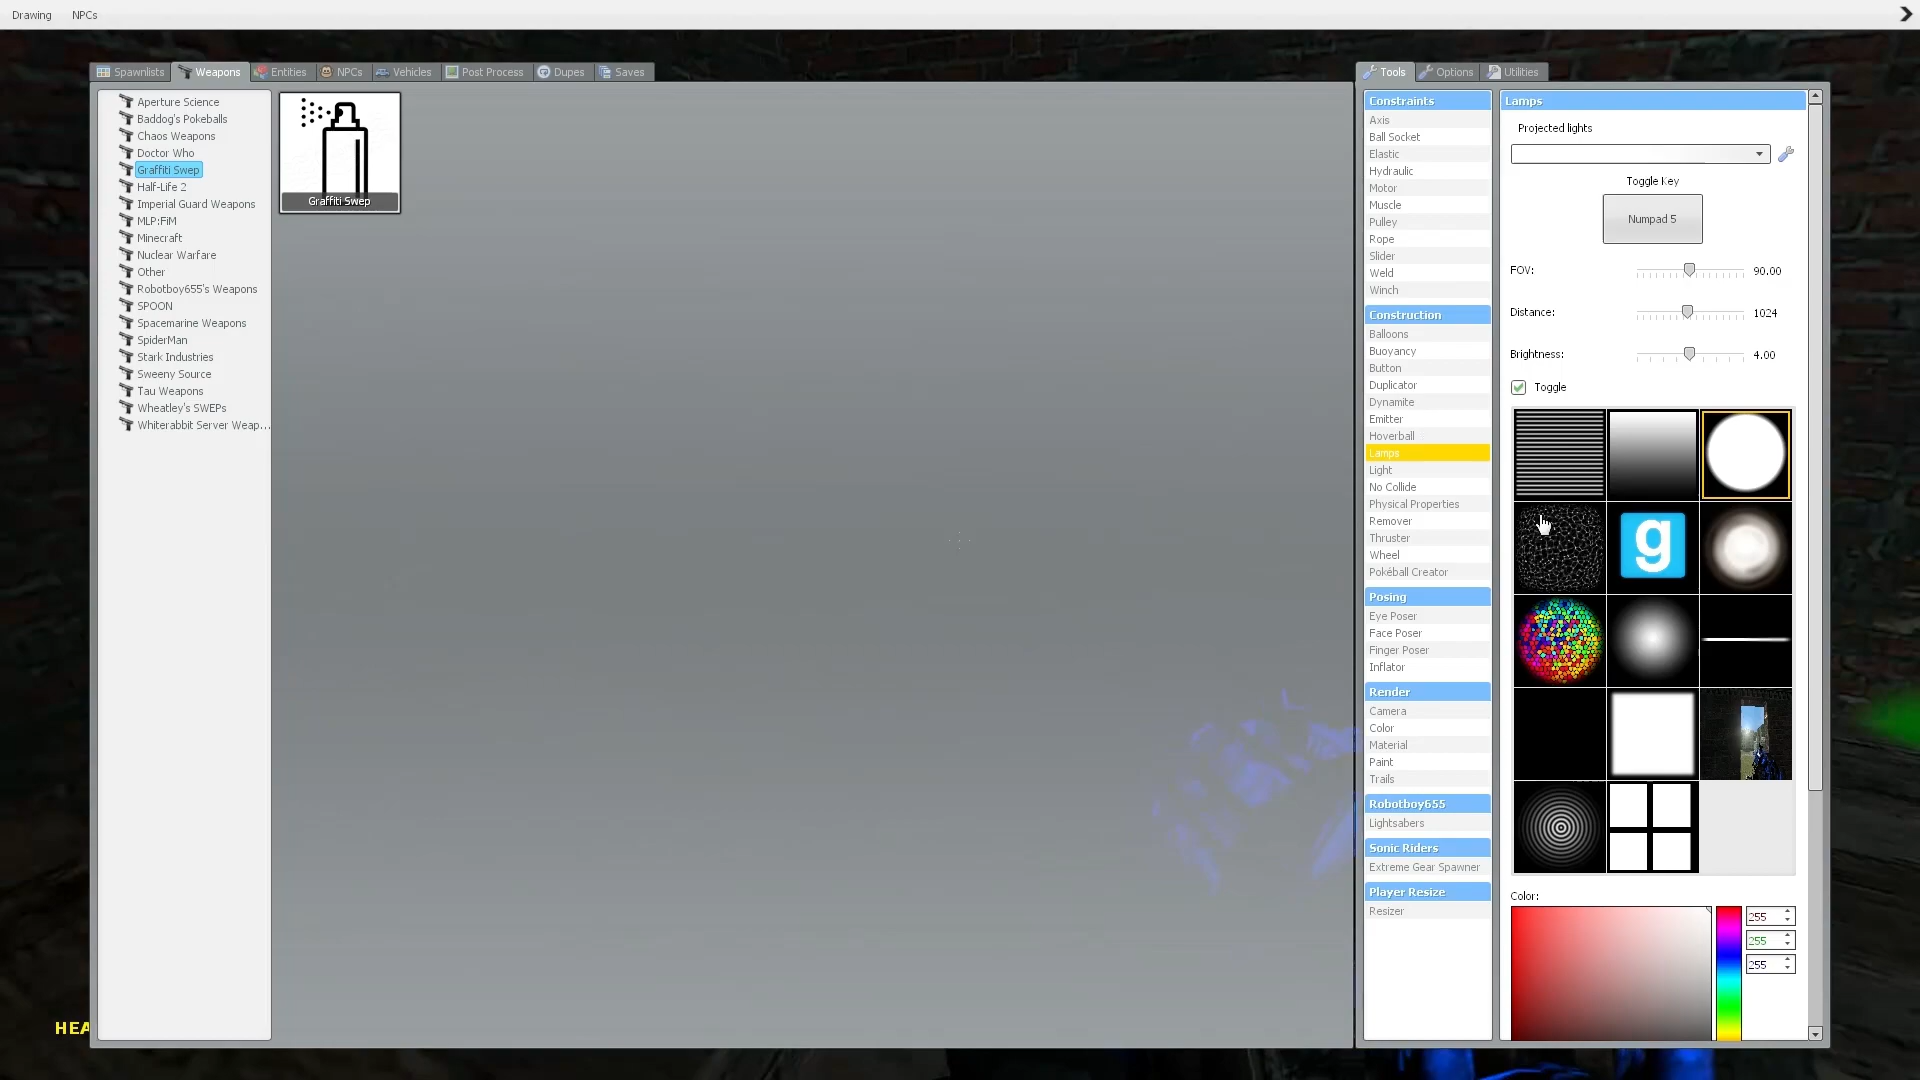 Drawing NPCs
Spawnlists Weapons Entities NPCs Vehicles Post Process Dupes Saves
Aperture Science
Baddog's Pokeballs
Chaos Weapons
Doctor Who
Graffiti Swep
Half-Life 2
Imperial Guard Weapons
MLP:FiM
Minecraft
Nuclear Warfare
Other
Robotboy655's Weapons
SPOON
Spacemarine Weapons
SpiderMan
Stark Industries
Sweeny Source
Tau Weapons
Wheatley's SWEPs
Whiterabbit Server Weap...
Graffiti Swep
HEA
Tools Options Utilities
Constraints
Axis
Ball Socket
Elastic
Hydraulic
Motor
Muscle
Pulley
Rope
Slider
Weld
Winch
Construction
Balloons
Buoyancy
Button
Duplicator
Dynamite
Emitter
Hoverball
Lamps
Light
No Collide
Physical Properties
Remover
Thruster
Wheel
Pokéball Creator
Posing
Eye Poser
Face Poser
Finger Poser
Inflator
Render
Camera
Color
Material
Paint
Trails
Robotboy655
Lightsabers
Sonic Riders
Extreme Gear Spawner
Player Resize
Resizer
Lamps
Projected lights
Toggle Key
Numpad 5
FOV: 90.00
Distance: 1024
Brightness: 4.00
Toggle
g
Color:
255
255
255